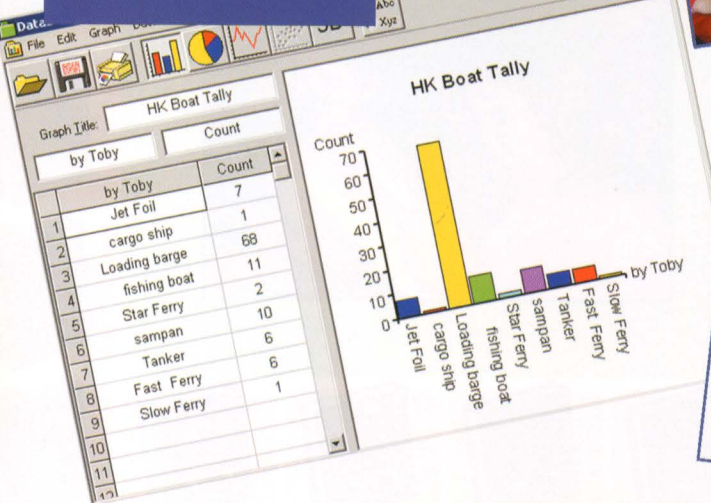 Data
File Edit Graph
3D
Abc
Xyz
Graph Title: HK Boat Tally
by Toby Count
by Toby Count
1 Jet Foil 7
2 cargo ship 1
3 Loading barge 68
4 fishing boat 11
5 Star Ferry 2
6 sampan 10
7 Tanker 6
8 Fast Ferry 6
9 Slow Ferry 1
10
11
12
HK Boat Tally
Count
70
60
50
40
30
20
10
0
Jet Foil
cargo ship
Loading barge
fishing boat
Star Ferry
sampan
Tanker
Fast Ferry
Slow Ferry
by Toby